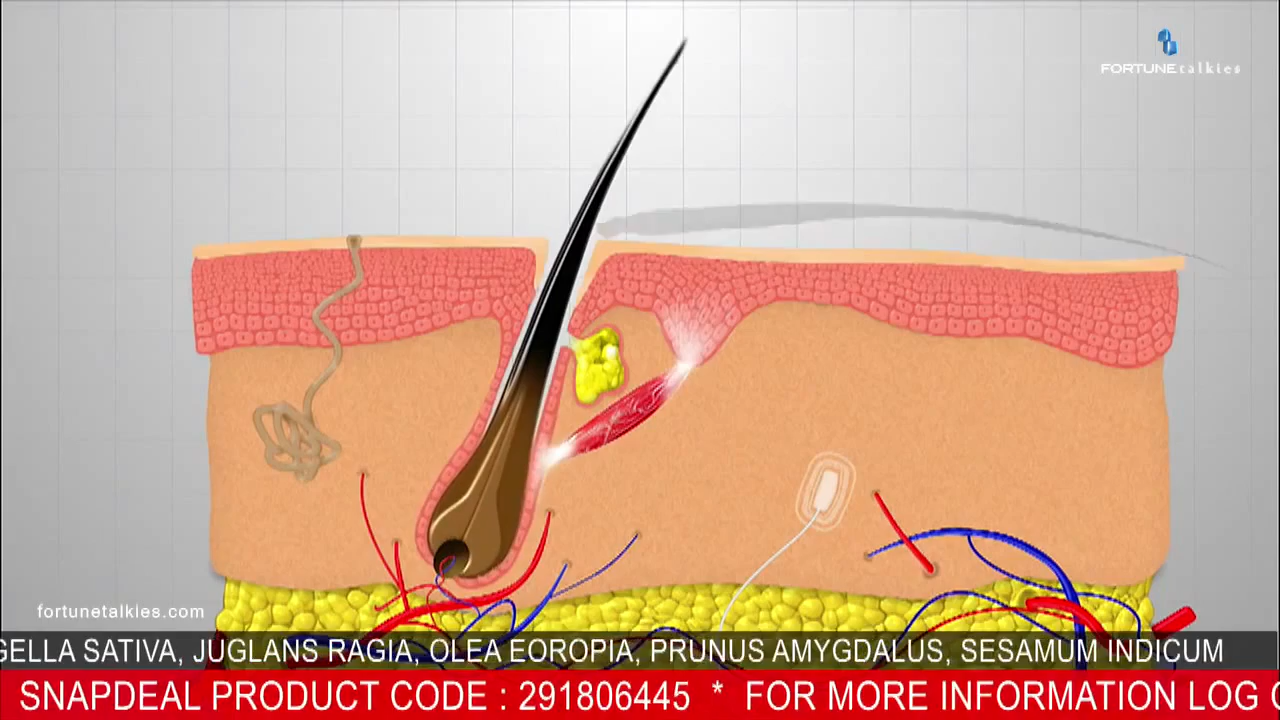 FORTUNEtalkies
fortunetalkies.com
GELLA SATIVA, JUGLANS RAGIA, OLEA EOROPIA, PRUNUS AMYGDALUS, SESAMUM INDICUM
SNAPDEAL PRODUCT CODE : 291806445 * FOR MORE INFORMATION LOG